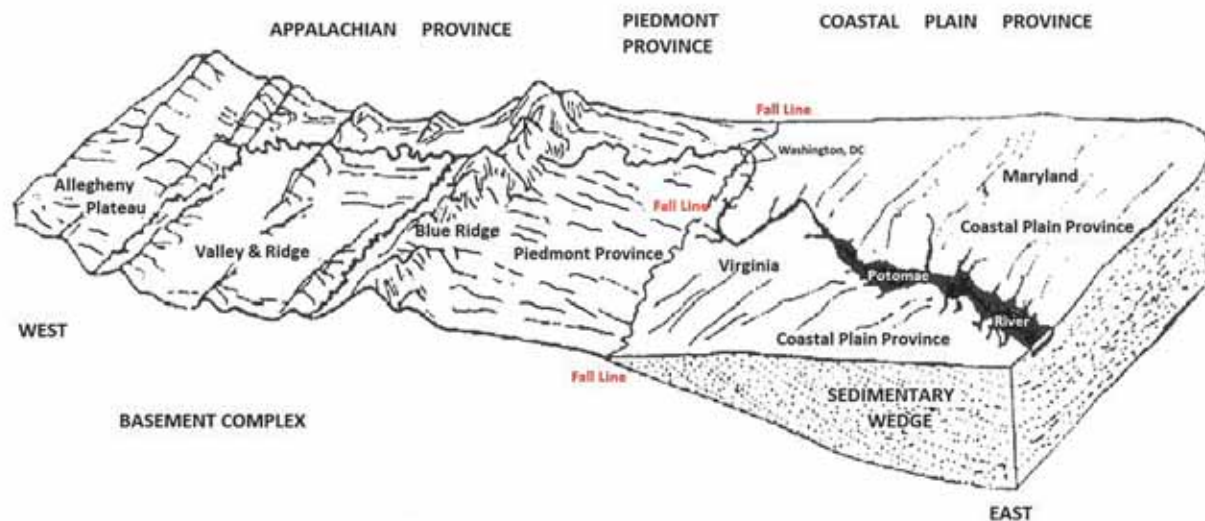 APPALACHIAN PROVINCE
PIEDMONT
PROVINCE
COASTAL PLAIN PROVINCE
Fall Line
Washington, DC
Maryland
Allegheny
Plateau
Fall Line
Valley & Ridge
Blue Ridge
Piedmont Province
Virginia
Coastal Plain Province
Potomac
River
WEST
Coastal Plain Province
Fall Line
BASEMENT COMPLEX
SEDIMENTARY
WEDGE
EAST